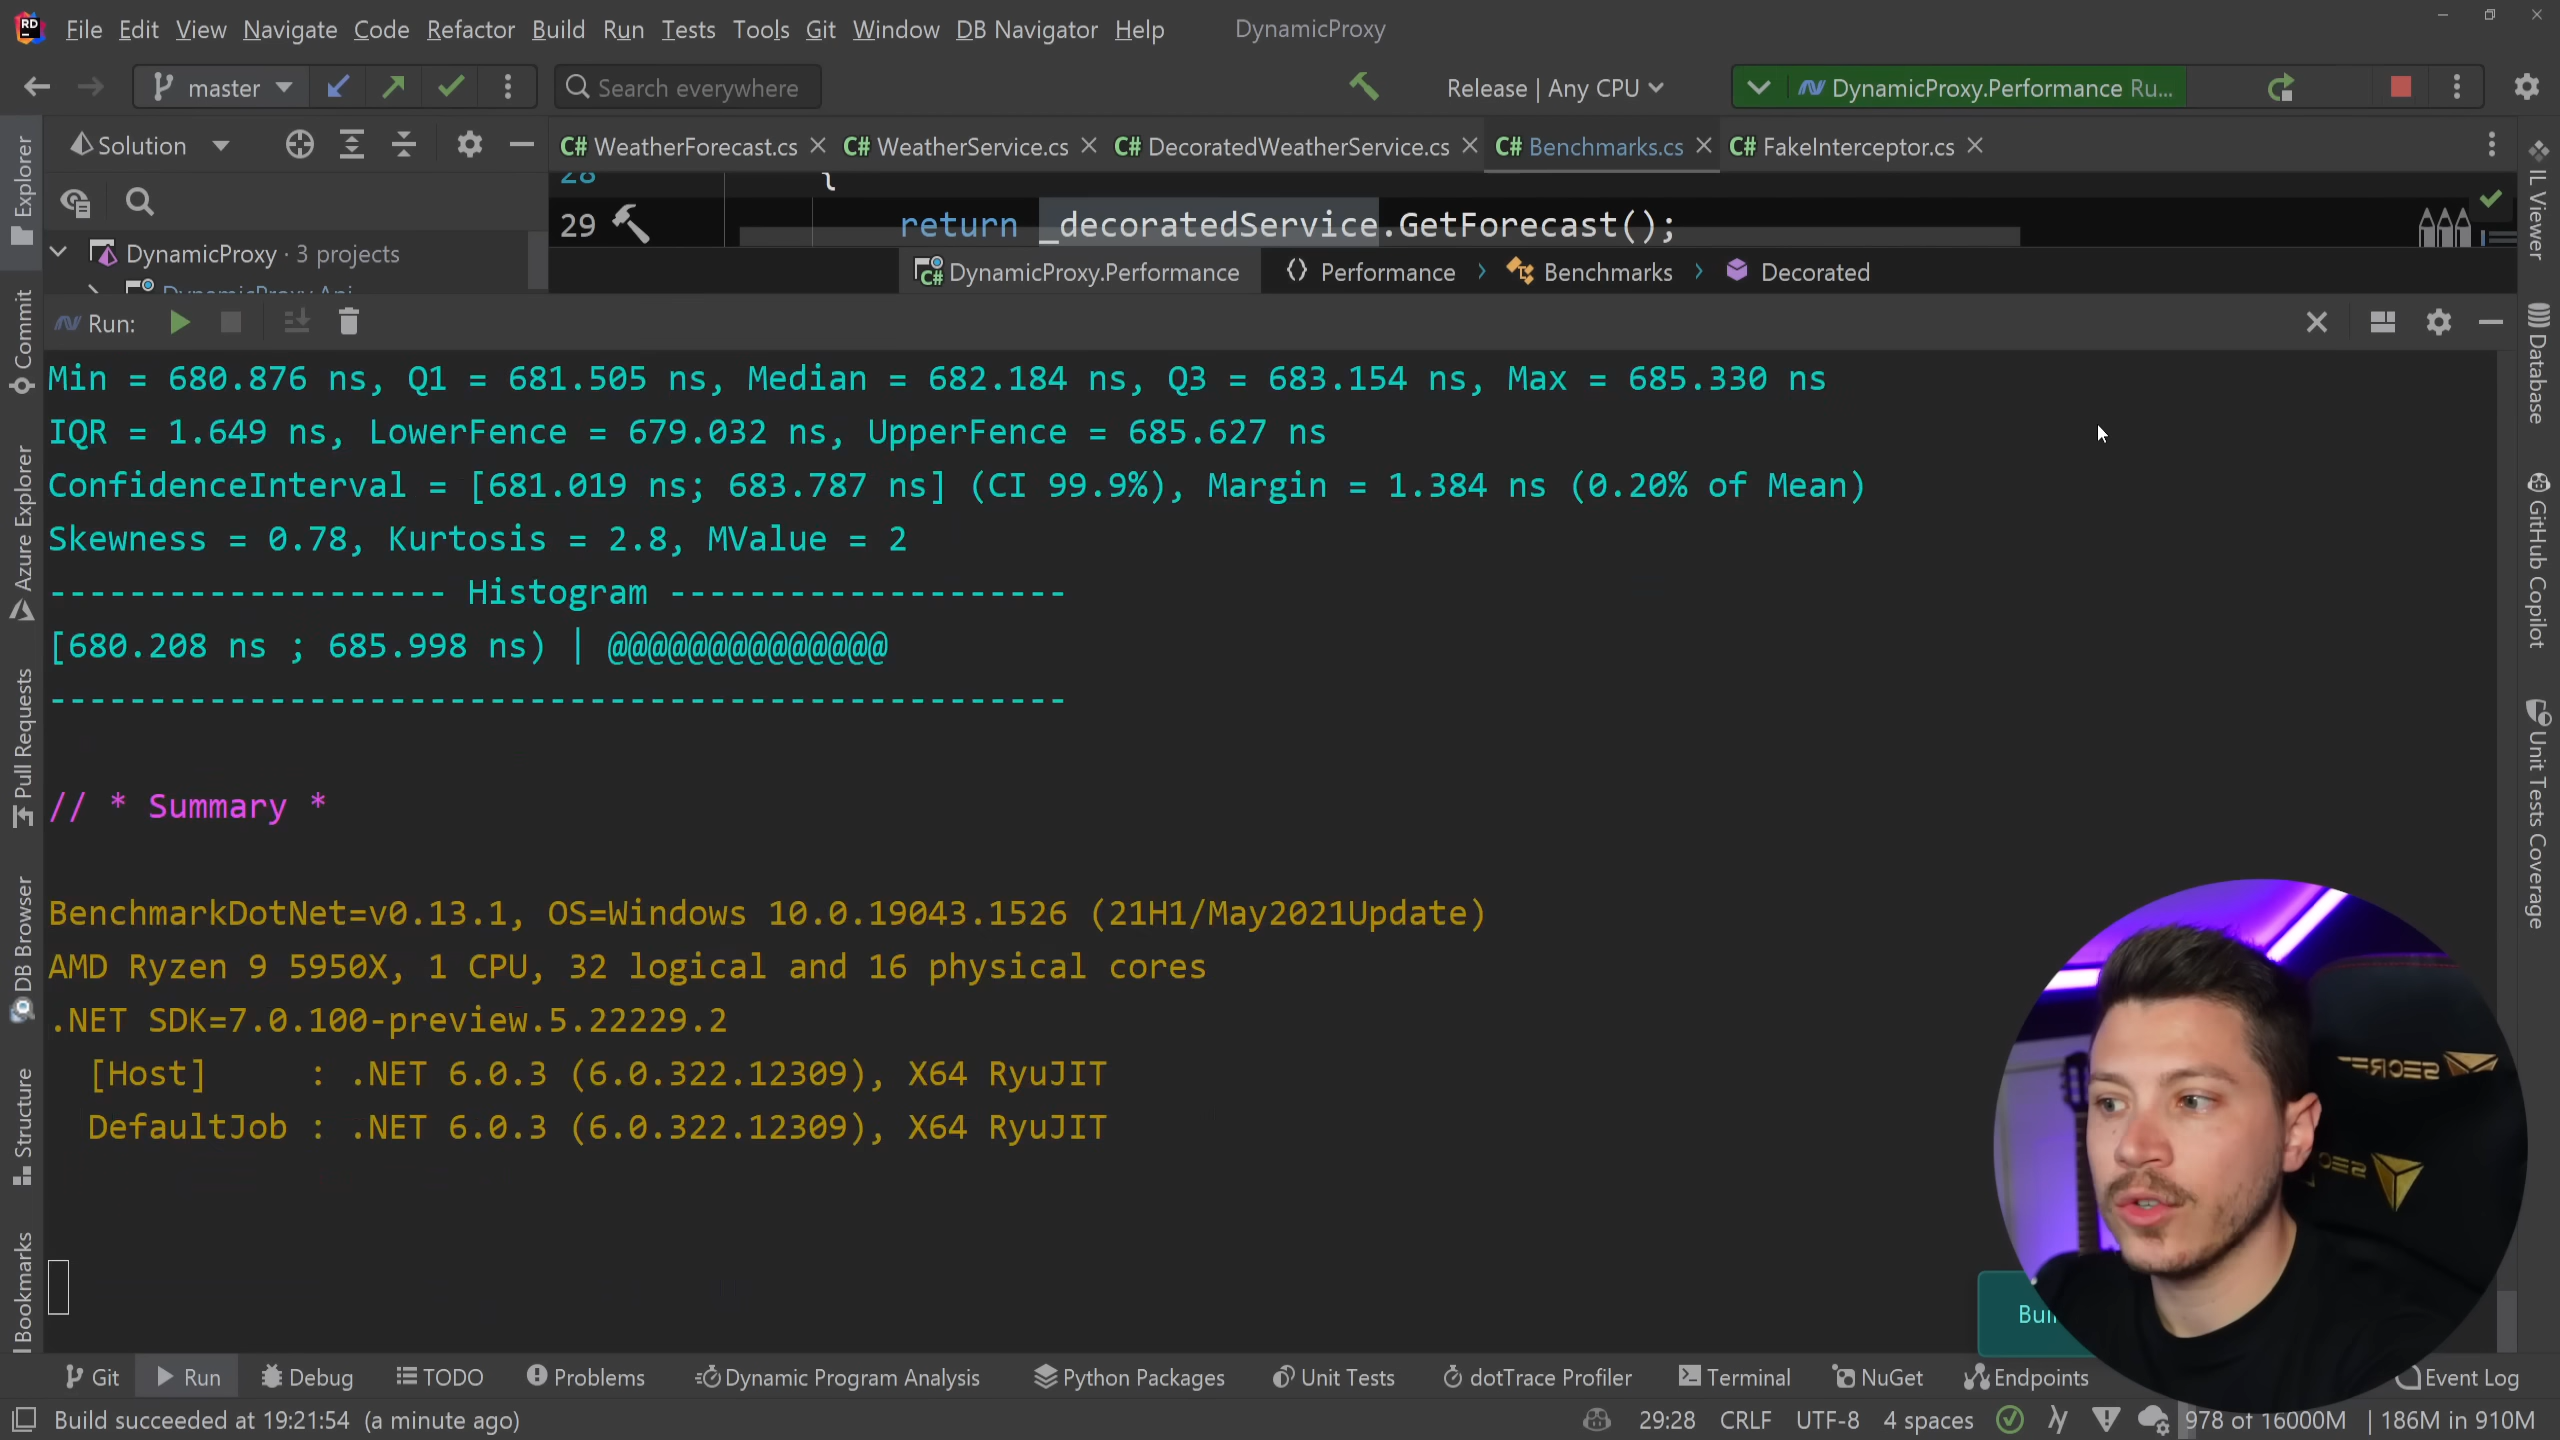 File Edit View Navigate Code Refactor Build Run Tests Tools Git Window DB Navigator Help DynamicProxy
master Search everywhere Release | Any CPU DynamicProxy.Performance Ru...
Solution
C# WeatherForecast.cs C# WeatherService.cs C# DecoratedWeatherService.cs C# Benchmarks.cs C# FakeInterceptor.cs
28 {
29 return _decoratedService.GetForecast();
DynamicProxy · 3 projects
DynamicProxy.Api
DynamicProxy.Performance Performance Benchmarks Decorated
Run:
Min = 680.876 ns, Q1 = 681.505 ns, Median = 682.184 ns, Q3 = 683.154 ns, Max = 685.330 ns
IQR = 1.649 ns, LowerFence = 679.032 ns, UpperFence = 685.627 ns
ConfidenceInterval = [681.019 ns; 683.787 ns] (CI 99.9%), Margin = 1.384 ns (0.20% of Mean)
Skewness = 0.78, Kurtosis = 2.8, MValue = 2
-------------------- Histogram --------------------
[680.208 ns ; 685.998 ns) | @@@@@@@@@@@@@@
---------------------------------------------------
// * Summary *
BenchmarkDotNet=v0.13.1, OS=Windows 10.0.19043.1526 (21H1/May2021Update)
AMD Ryzen 9 5950X, 1 CPU, 32 logical and 16 physical cores
.NET SDK=7.0.100-preview.5.22229.2
[Host] : .NET 6.0.3 (6.0.322.12309), X64 RyuJIT
DefaultJob : .NET 6.0.3 (6.0.322.12309), X64 RyuJIT
Explorer
Commit
Azure Explorer
Pull Requests
DB Browser
Structure
Bookmarks
IL Viewer
Database
GitHub Copilot
Unit Tests Coverage
Git Run Debug TODO Problems Dynamic Program Analysis Python Packages Unit Tests dotTrace Profiler Terminal NuGet Endpoints Event Log
Build succeeded at 19:21:54 (a minute ago) 29:28 CRLF UTF-8 4 spaces 978 of 16000M 186M in 910M